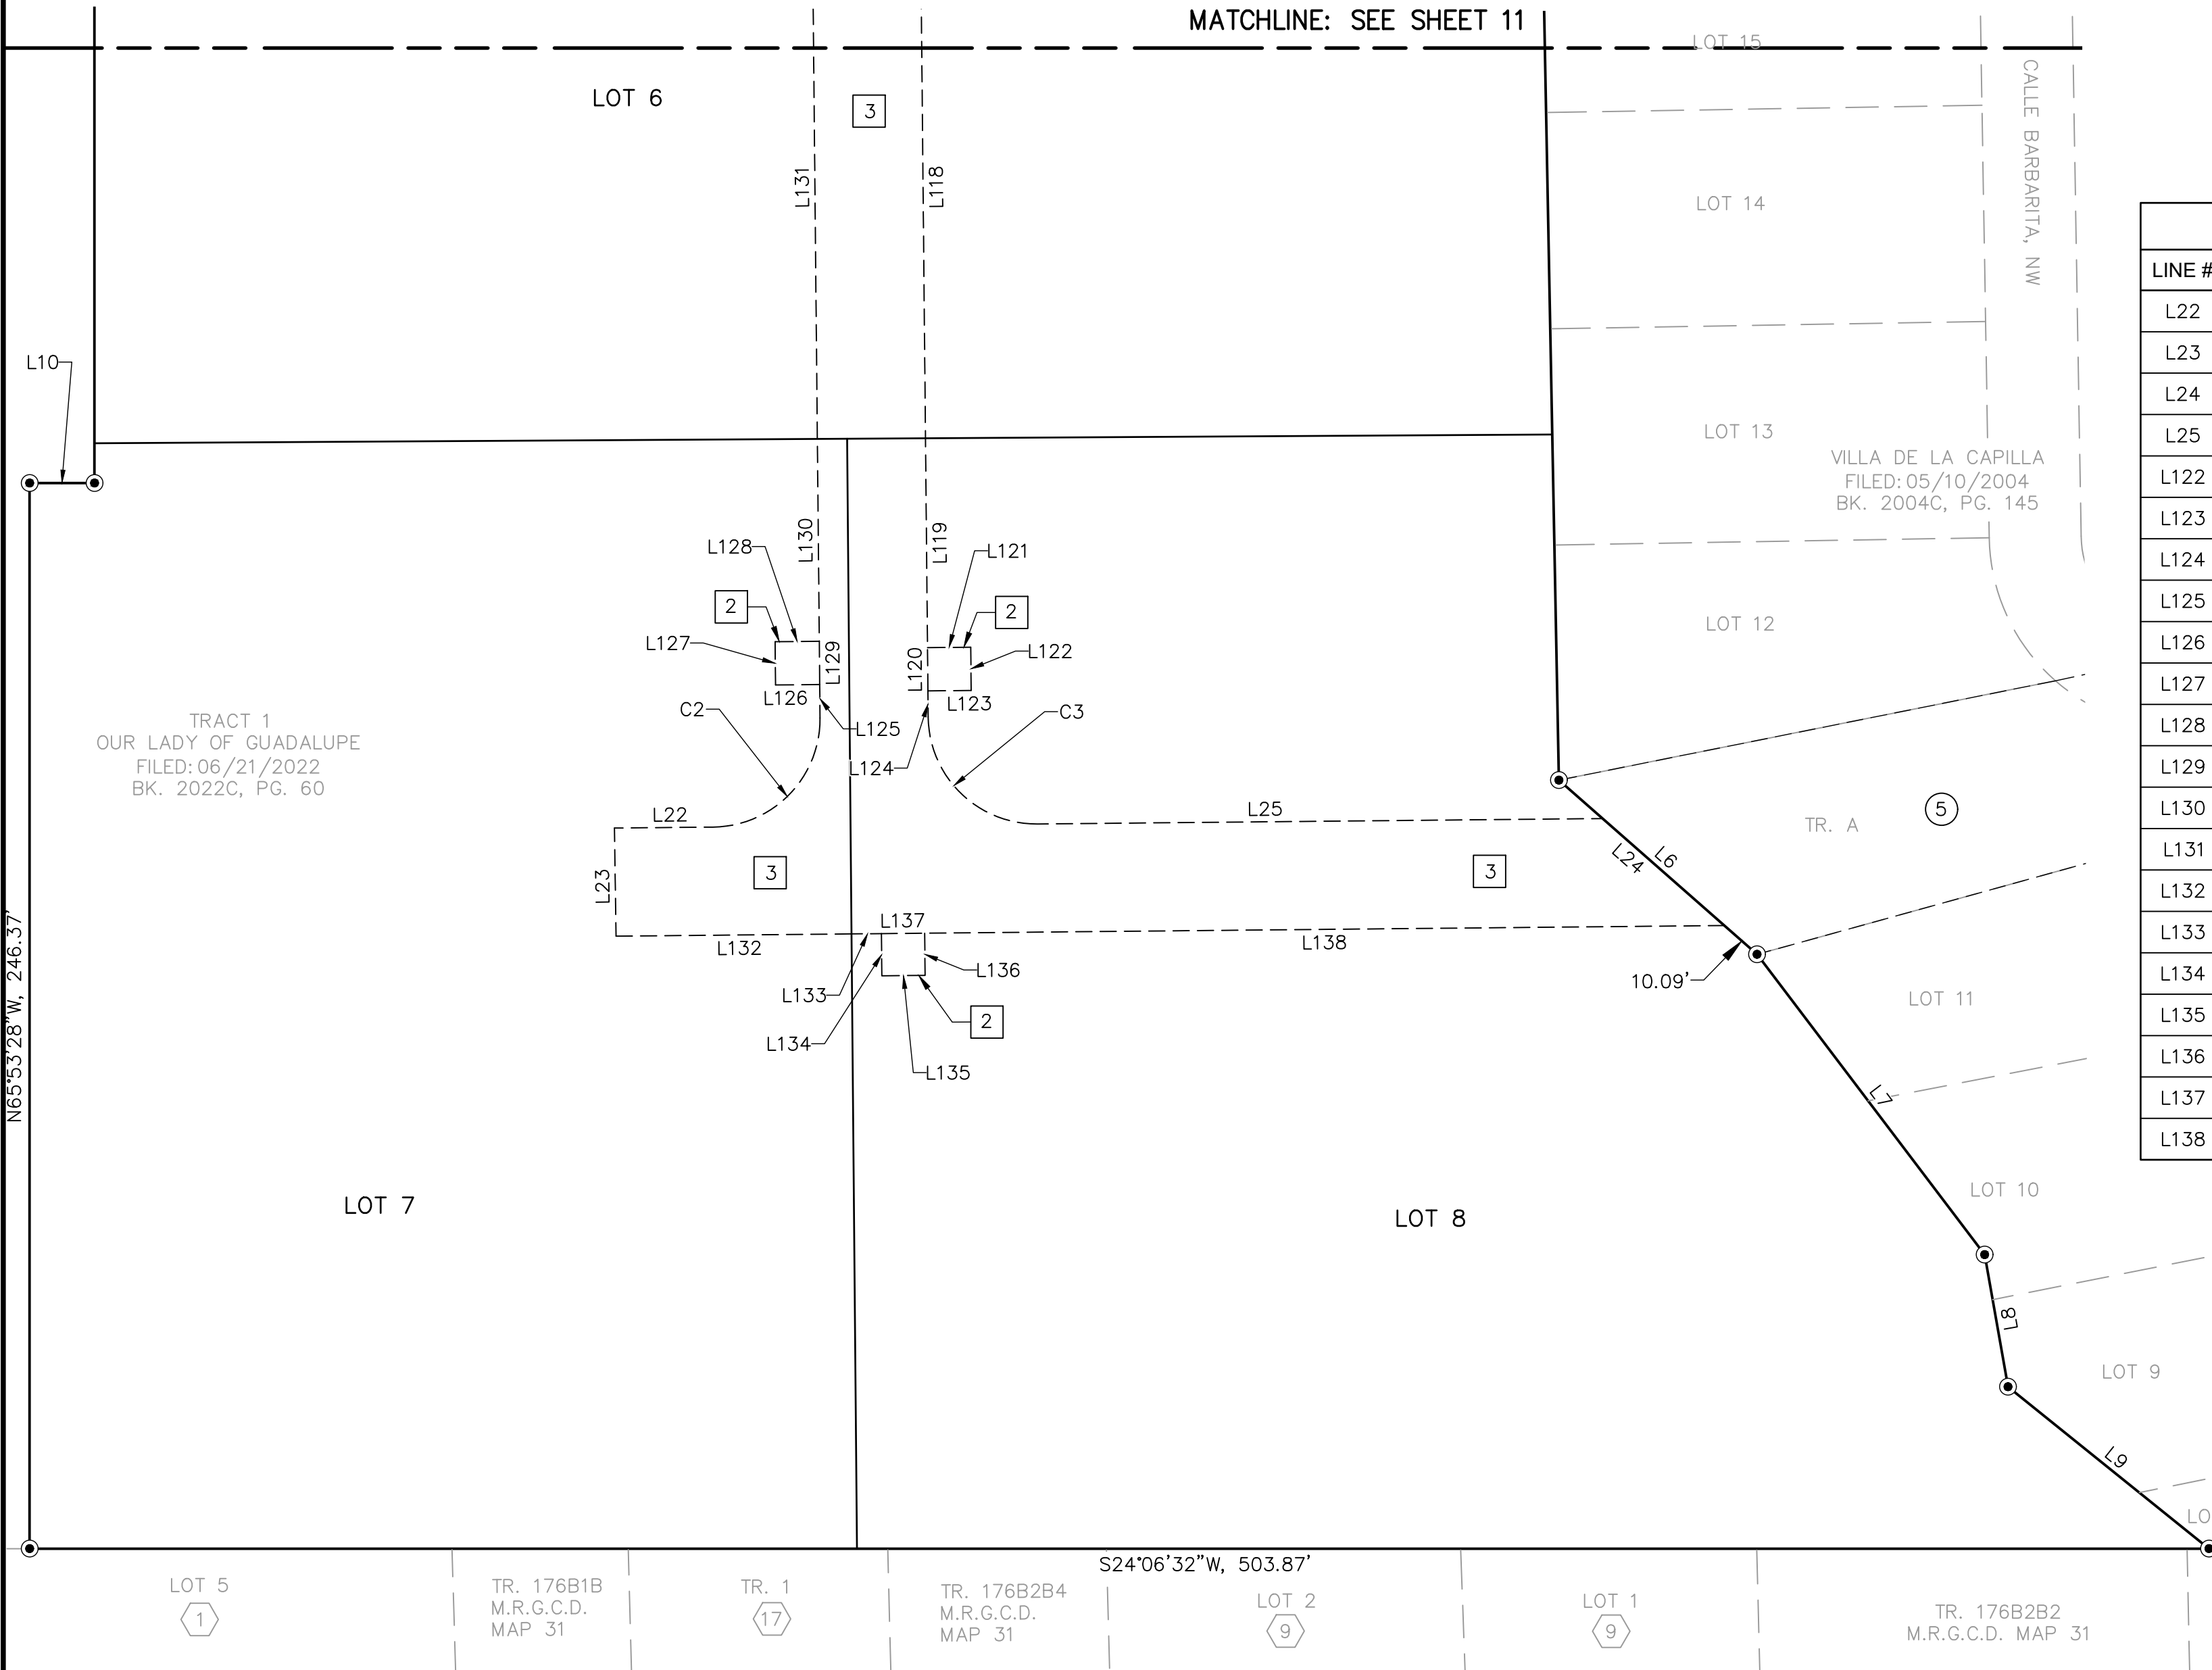 MATCHLINE: SEE SHEET 11
LOT 15
LOT 6
3
CALLE BARBARITA, NW
L131
L118
LOT 14
LINE #
L22
L23
L24
L25
L122
L123
L124
L125
L126
L127
L128
L129
L130
L131
L132
L133
L134
L135
L136
L137
L138
L10
LOT 13
VILLA DE LA CAPILLA
FILED: 05/10/2004
BK. 2004C, PG. 145
L128
L130
L119
L121
2
2
LOT 12
L127
L129
L120
L122
L126
L123
C2
C3
L125
L124
TRACT 1
OUR LADY OF GUADALUPE
FILED: 06/21/2022
BK. 2022C, PG. 60
L22
L25
TR. A
5
L24
L6
3
3
L23
L137
L132
L138
L136
10.09'
L133
LOT 11
2
L134
L135
N65°53'28"W, 246.37'
L7
LOT 7
LOT 8
LOT 10
L8
LOT 9
L9
LO
S24°06'32"W, 503.87'
LOT 5
1
TR. 176B1B
M.R.G.C.D.
MAP 31
TR. 1
17
TR. 176B2B4
M.R.G.C.D.
MAP 31
LOT 2
9
LOT 1
9
TR. 176B2B2
M.R.G.C.D. MAP 31